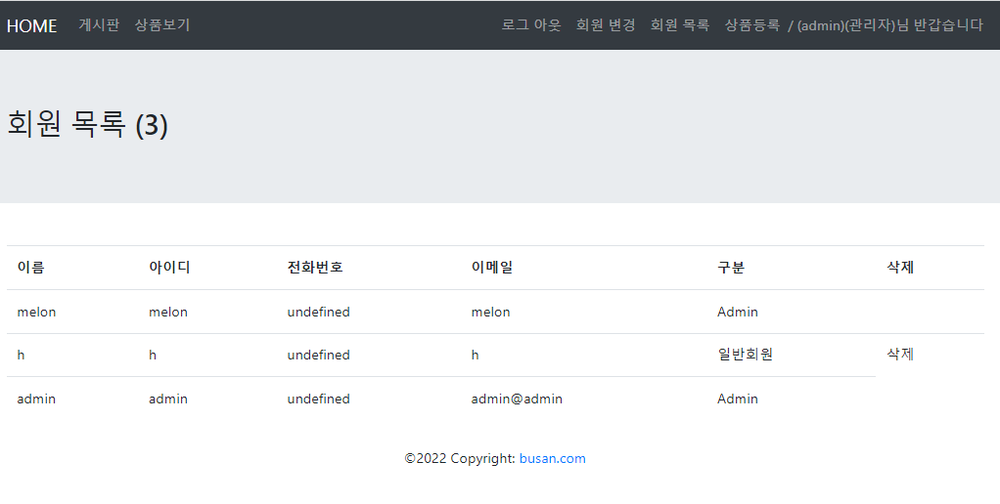 HOME 게시판 상품보기 로그 아웃 회원 변경 회원 목록 상품등록 / (admin)(관리자)님 반갑습니다
회원 목록 (3)
이름 아이디 전화번호 이메일 구분 삭제
melon melon undefined melon Admin
h h undefined h 일반회원 삭제
admin admin undefined admin@admin Admin
©2022 Copyright: busan.com